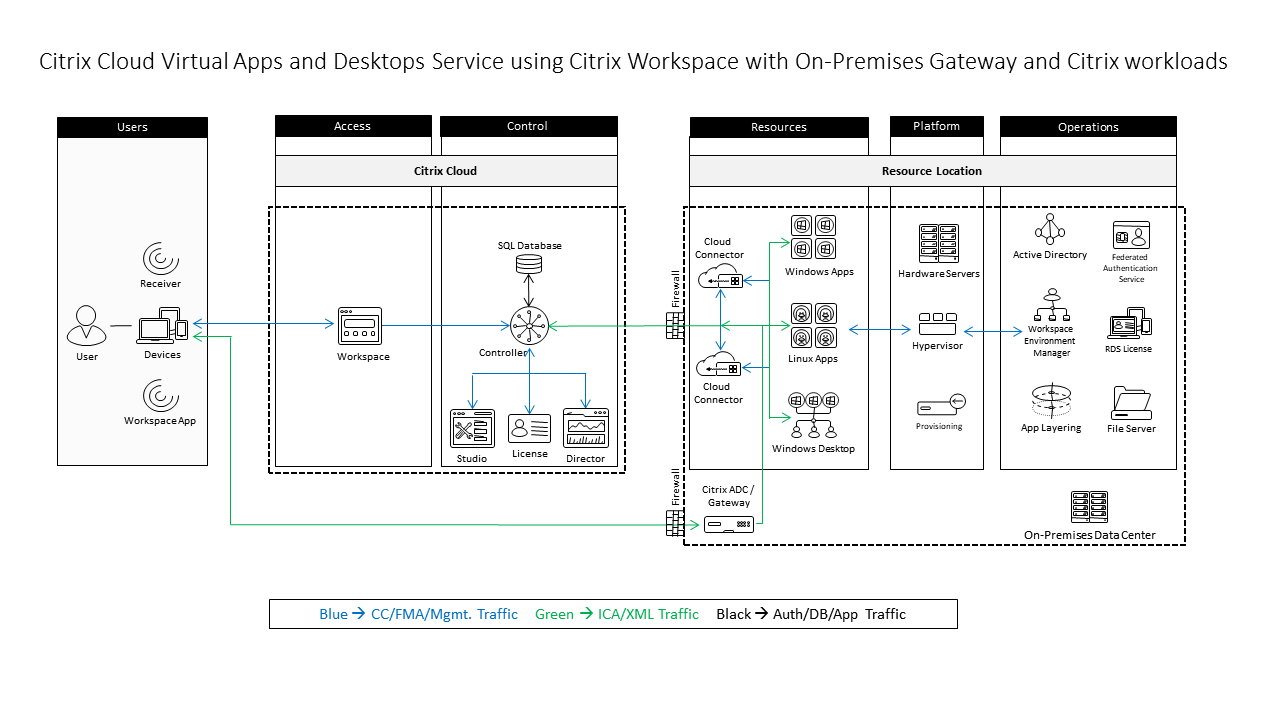 Citrix Cloud Virtual Apps and Desktops Service using Citrix Workspace with On-Premises Gateway and Citrix workloads
Users
Access
Control
Resources
Platform
Operations
Citrix Cloud
Resource Location
Receiver
User
Devices
Workspace App
Workspace
SQL Database
Controller
Studio
License
Director
Firewall
Firewall
Cloud
Connector
Cloud
Connector
Windows Apps
Linux Apps
Windows Desktop
Citrix ADC /
Gateway
Hardware Servers
Hypervisor
Provisioning
Active Directory
Federated
Authentication
Service
Workspace
Environment
Manager
RDS License
App Layering
File Server
On-Premises Data Center
Blue → CC/FMA/Mgmt. Traffic Green → ICA/XML Traffic Black → Auth/DB/App Traffic